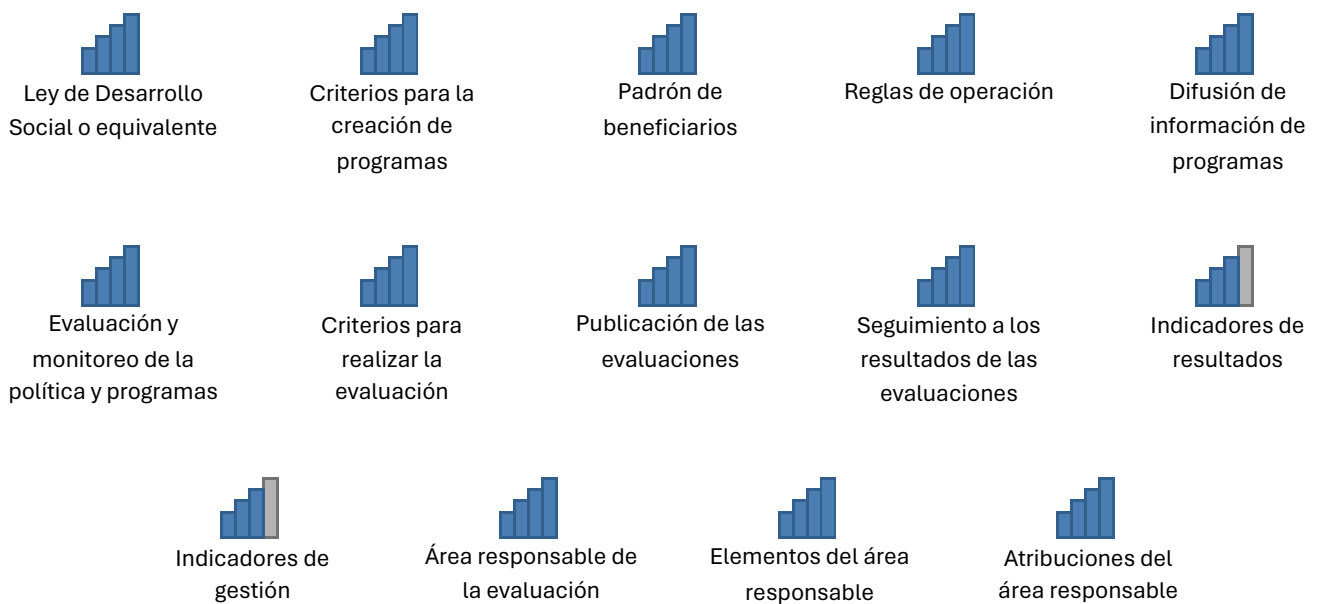 Ley de Desarrollo
Social o equivalente
Criterios para la
creación de
programas
Padrón de
beneficiarios
Reglas de operación
Difusión de
información de
programas
Evaluación y
monitoreo de la
política y programas
Criterios para
realizar la
evaluación
Publicación de las
evaluaciones
Seguimiento a los
resultados de las
evaluaciones
Indicadores de
resultados
Indicadores de
gestión
Área responsable de
la evaluación
Elementos del área
responsable
Atribuciones del
área responsable